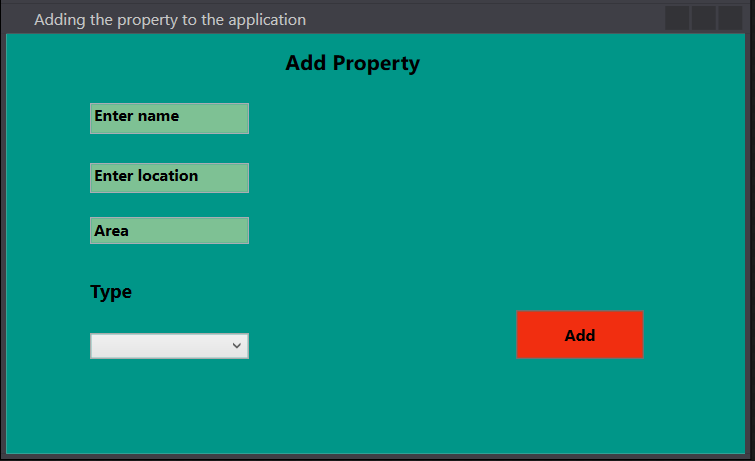 Adding the property to the application
Add Property
Enter name
Enter location
Area
Type
Add